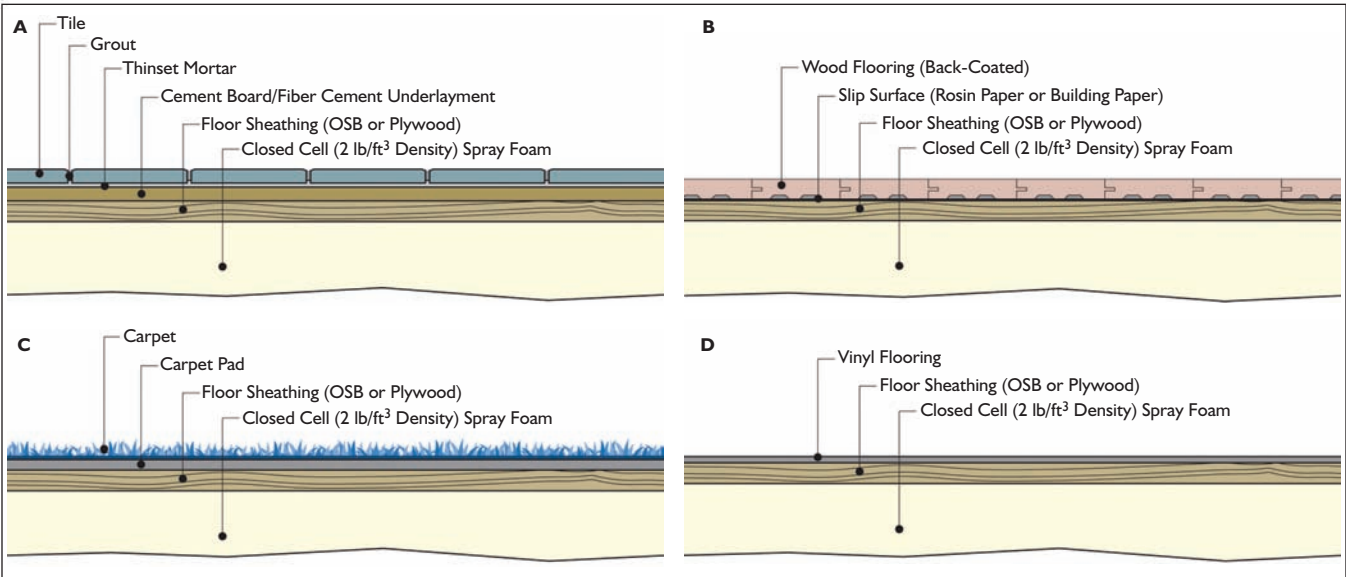 A
Tile
Grout
Thinset Mortar
Cement Board/Fiber Cement Underlayment
Floor Sheathing (OSB or Plywood)
Closed Cell (2 lb/ft³ Density) Spray Foam
B
Wood Flooring (Back-Coated)
Slip Surface (Rosin Paper or Building Paper)
Floor Sheathing (OSB or Plywood)
Closed Cell (2 lb/ft³ Density) Spray Foam
C
Carpet
Carpet Pad
Floor Sheathing (OSB or Plywood)
Closed Cell (2 lb/ft³ Density) Spray Foam
D
Vinyl Flooring
Floor Sheathing (OSB or Plywood)
Closed Cell (2 lb/ft³ Density) Spray Foam